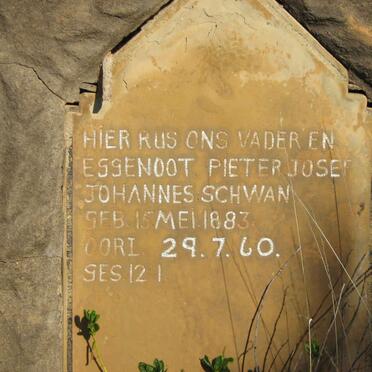 HIER RUS ONS VADER EN
EGGENOOT PIETER JOSEF
JOHANNES SCHWAN
GEB. 15 MEI. 1883.
OORL 29.7.60.
GES 12 1